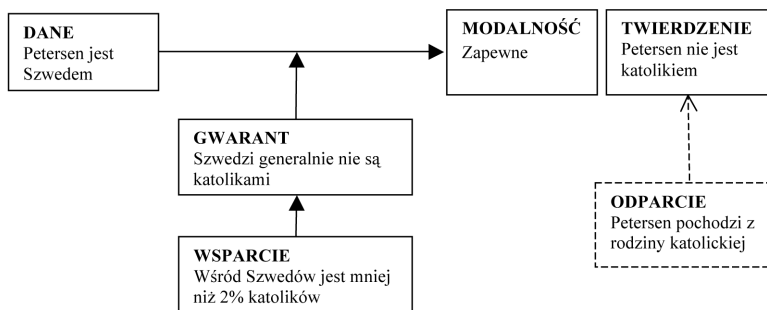 DANE
Petersen jest
Szwedem
MODALNOŚĆ
Zapewne
TWIERDZENIE
Petersen nie jest
katolikiem
GWARANT
Szwedzi generalnie nie są
katolikami
ODPARCIE
Petersen pochodzi z
rodziny katolickiej
WSPARCIE
Wśród Szwedów jest mniej
niż 2% katolików